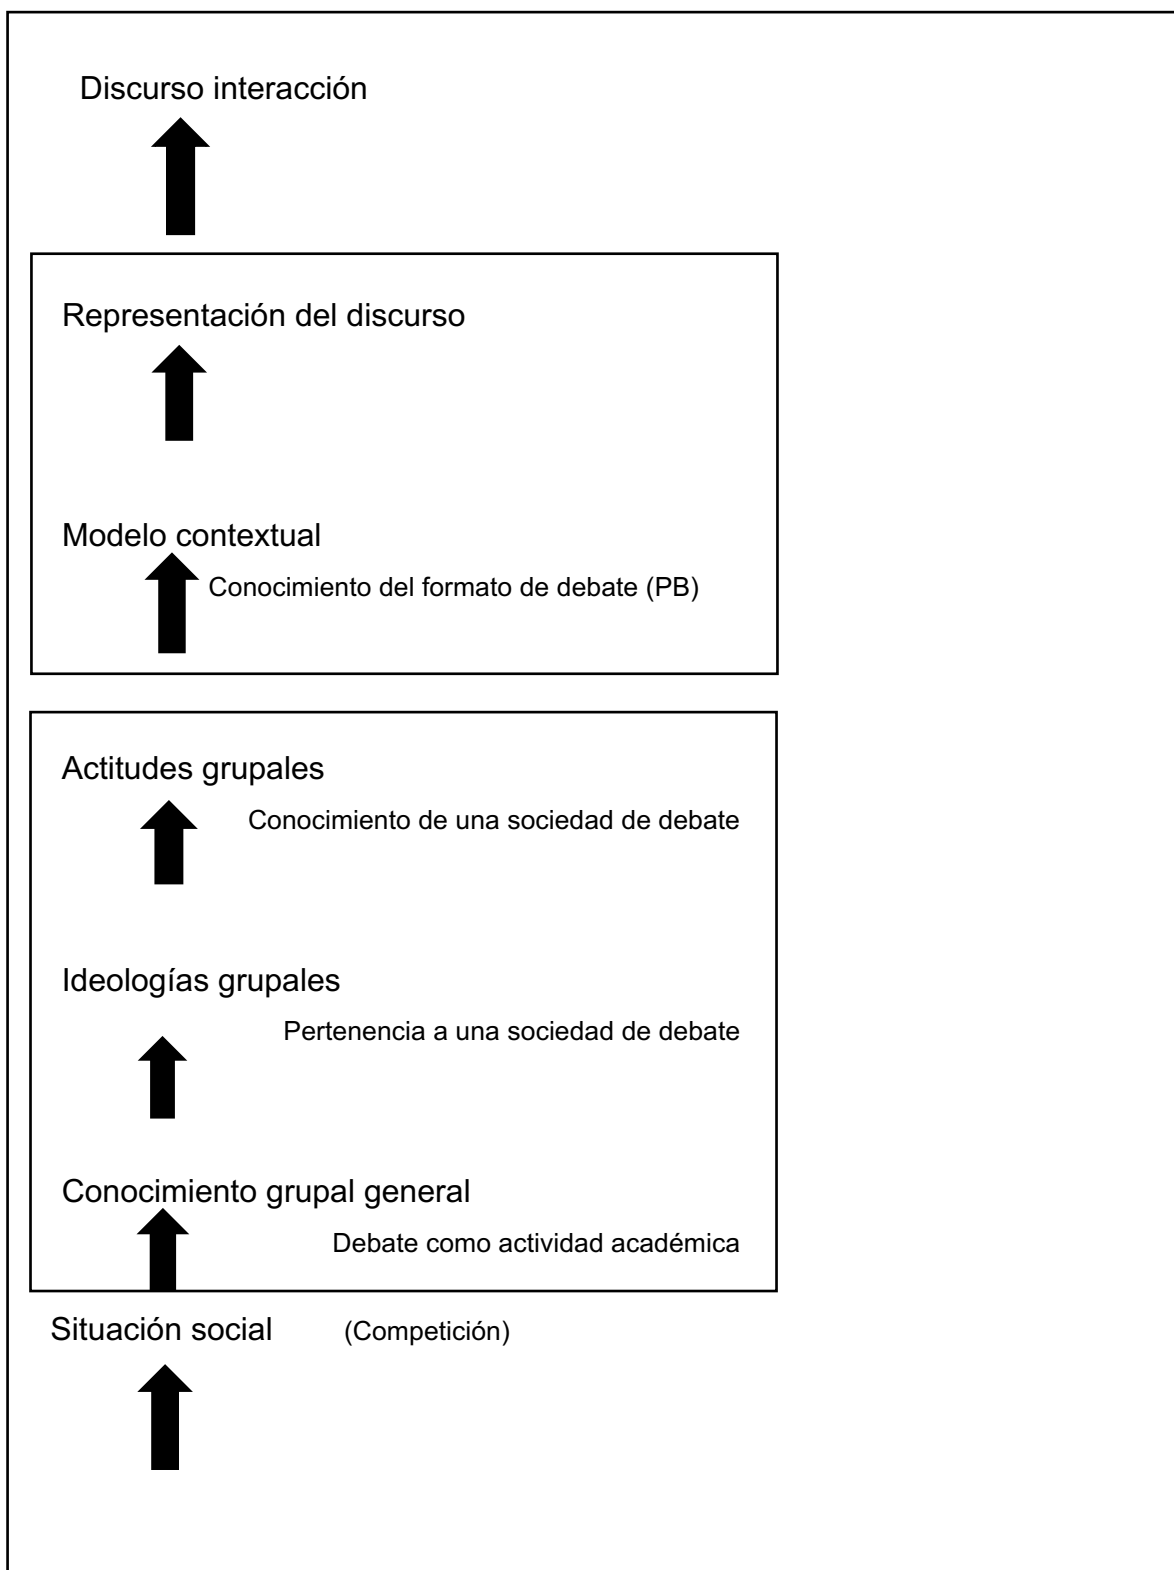 Discurso interacción
Representación del discurso
Modelo contextual
Conocimiento del formato de debate (PB)
Actitudes grupales
Conocimiento de una sociedad de debate
Ideologías grupales
Pertenencia a una sociedad de debate
Conocimiento grupal general
Debate como actividad académica
Situación social (Competición)